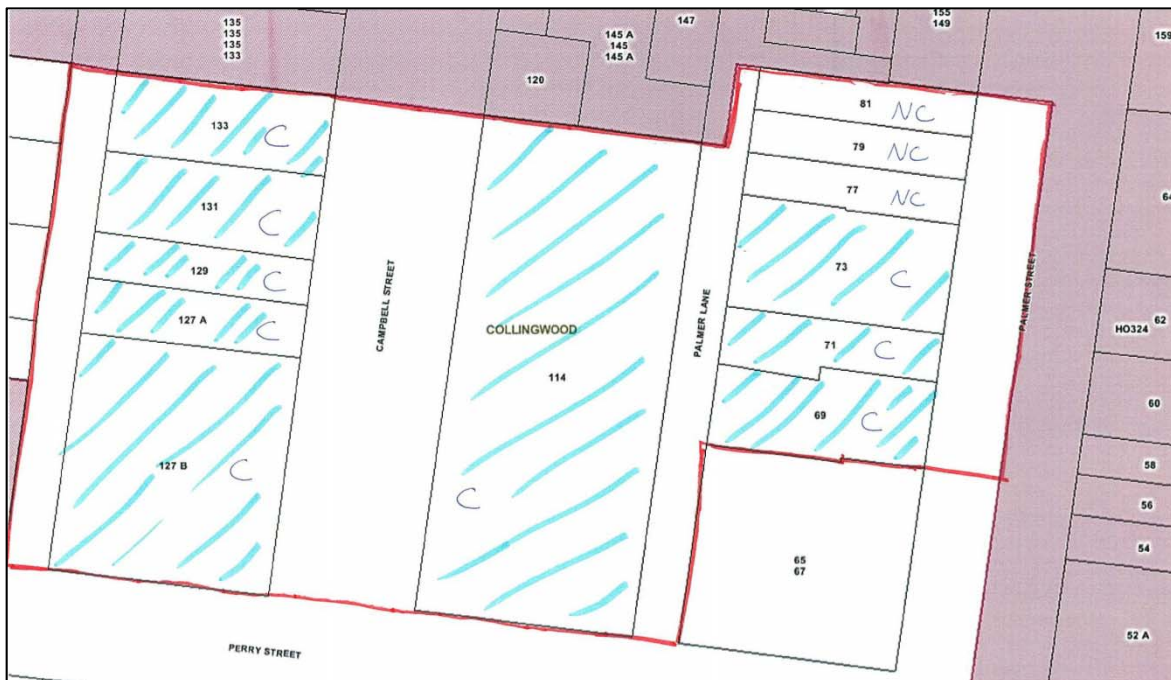 135
135
135
133
120
145 A
145
145 A
147
155
149
159
133 C
131 C
129 C
127 A C
127 B C
CAMPBELL STREET
COLLINGWOOD
114
C
PALMER LANE
81 NC
79 NC
77 NC
73 C
71 C
69 C
65
67
PALMER STREET
64
HO324 62
60
58
56
54
52 A
PERRY STREET